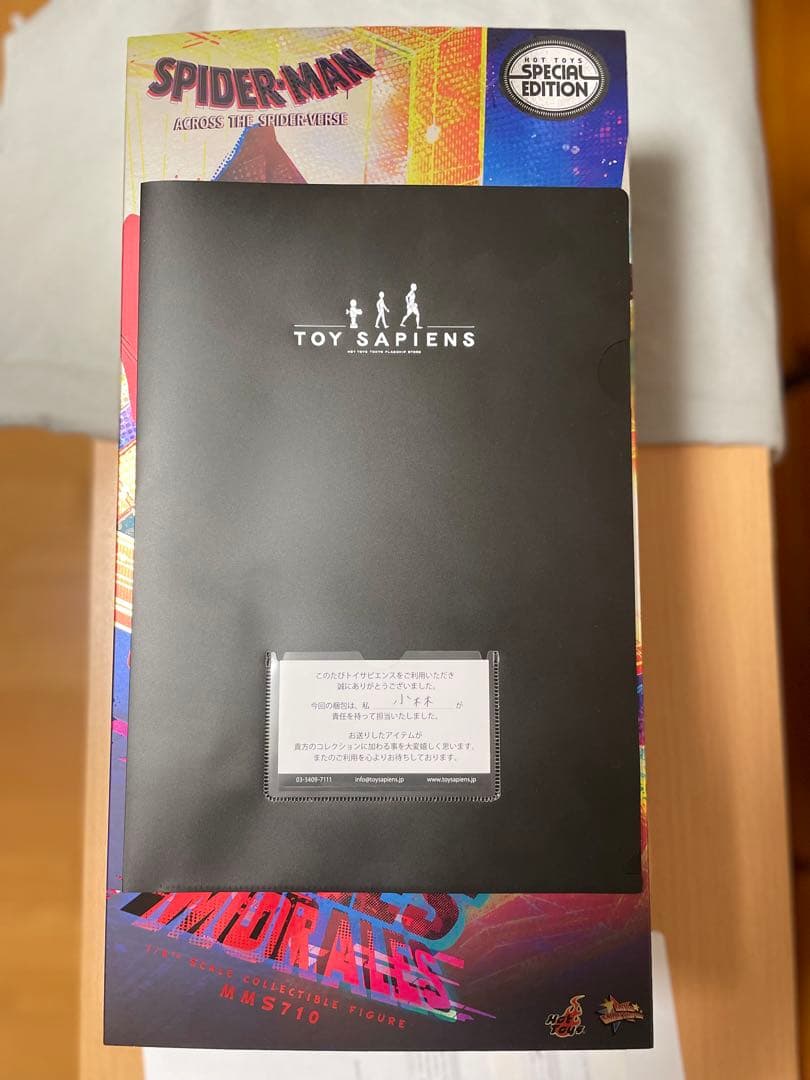 SPIDER-MAN
ACROSS THE SPIDER-VERSE
HOT TOYS
SPECIAL
EDITION
TOY SAPIENS
HOT TOYS TOKYO FLAGSHIP STORE
このたびトイサピエンスをご利用いただき
誠にありがとうございました。
今回の梱包は、私 小林 が
責任を持って担当いたしました。
お送りしたアイテムが
貴方のコレクションに加わる事を大変嬉しく思います。
またのご利用を心よりお待ちしております。
03-5409-7111 info@toysapiens.jp www.toysapiens.jp
MORALES
1/6TH SCALE COLLECTIBLE FIGURE
MMS710
HOT TOYS